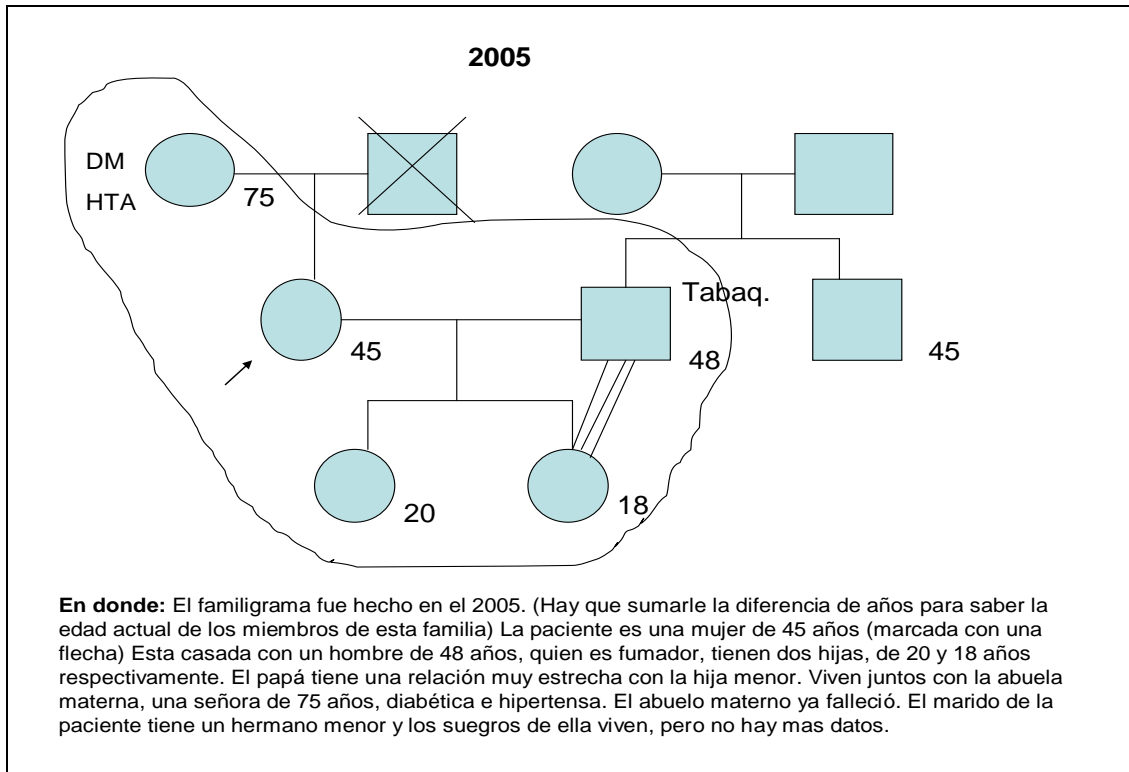 2005
DM
HTA
75
Tabaq.
45
48
45
20
18
En donde: El familigrama fue hecho en el 2005. (Hay que sumarle la diferencia de años para saber la
edad actual de los miembros de esta familia) La paciente es una mujer de 45 años (marcada con una
flecha) Esta casada con un hombre de 48 años, quien es fumador, tienen dos hijas, de 20 y 18 años
respectivamente. El papá tiene una relación muy estrecha con la hija menor. Viven juntos con la abuela
materna, una señora de 75 años, diabética e hipertensa. El abuelo materno ya falleció. El marido de la
paciente tiene un hermano menor y los suegros de ella viven, pero no hay mas datos.